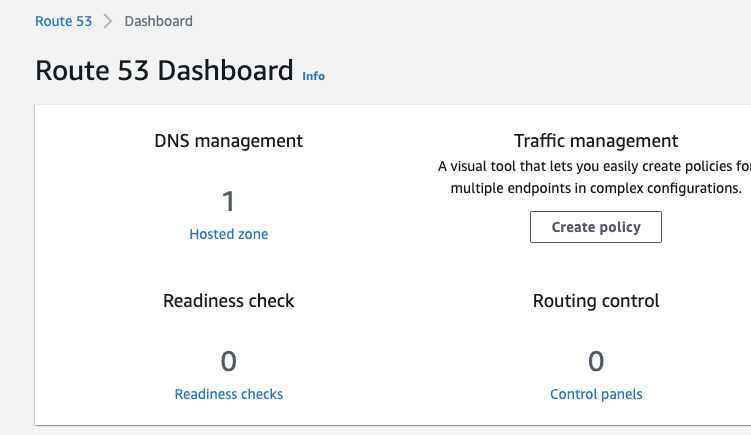 Route 53 > Dashboard
Route 53 Dashboard Info
DNS management
1
Hosted zone
Traffic management
A visual tool that lets you easily create policies for
multiple endpoints in complex configurations.
Create policy
Readiness check
0
Readiness checks
Routing control
0
Control panels